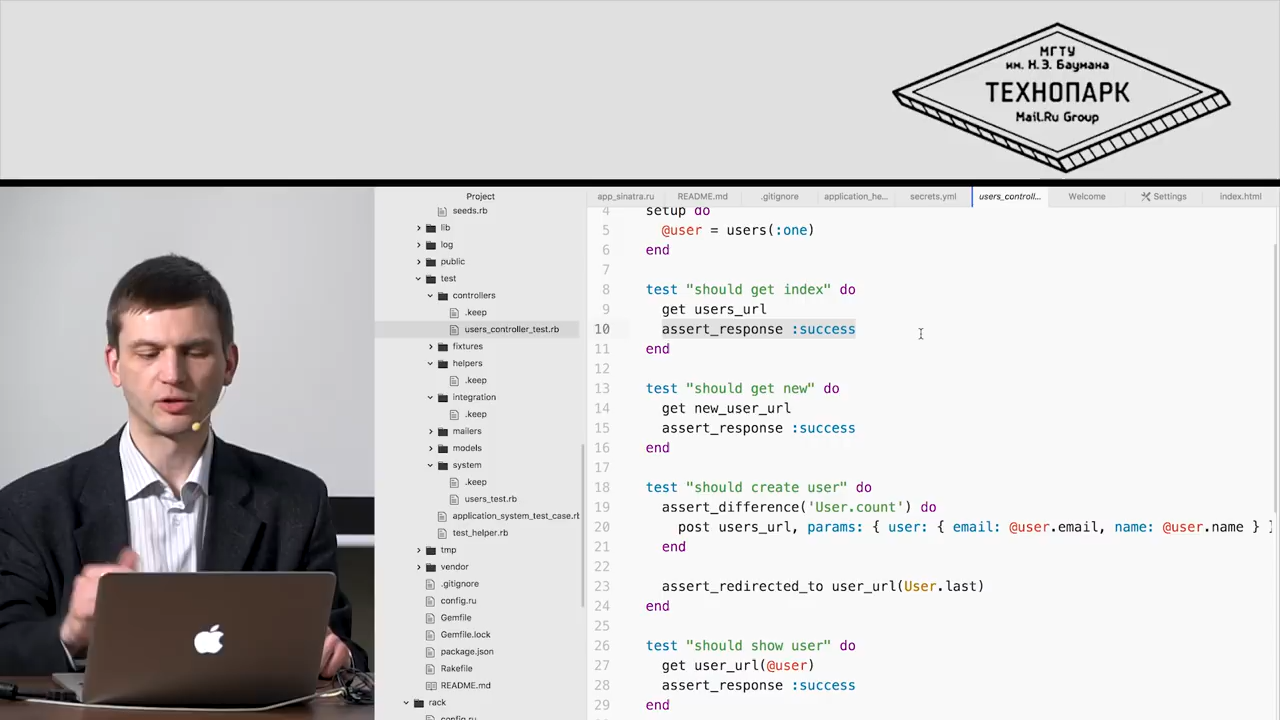 МГТУ
им. Н.Э. Баумана
ТЕХНОПАРК
Mail.Ru Group
Project
seeds.rb
lib
log
public
test
controllers
.keep
users_controller_test.rb
fixtures
helpers
.keep
integration
.keep
mailers
models
system
.keep
users_test.rb
application_system_test_case.rb
test_helper.rb
tmp
vendor
.gitignore
config.ru
Gemfile
Gemfile.lock
package.json
Rakefile
README.md
rack
config.ru
app_sinatra.ru README.md .gitignore application_he... secrets.yml users_controll... Welcome Settings index.html
4 setup do
5 @user = users(:one)
6 end
7
8 test "should get index" do
9 get users_url
10 assert_response :success
11 end
12
13 test "should get new" do
14 get new_user_url
15 assert_response :success
16 end
17
18 test "should create user" do
19 assert_difference('User.count') do
20 post users_url, params: { user: { email: @user.email, name: @user.name } }
21 end
22
23 assert_redirected_to user_url(User.last)
24 end
25
26 test "should show user" do
27 get user_url(@user)
28 assert_response :success
29 end